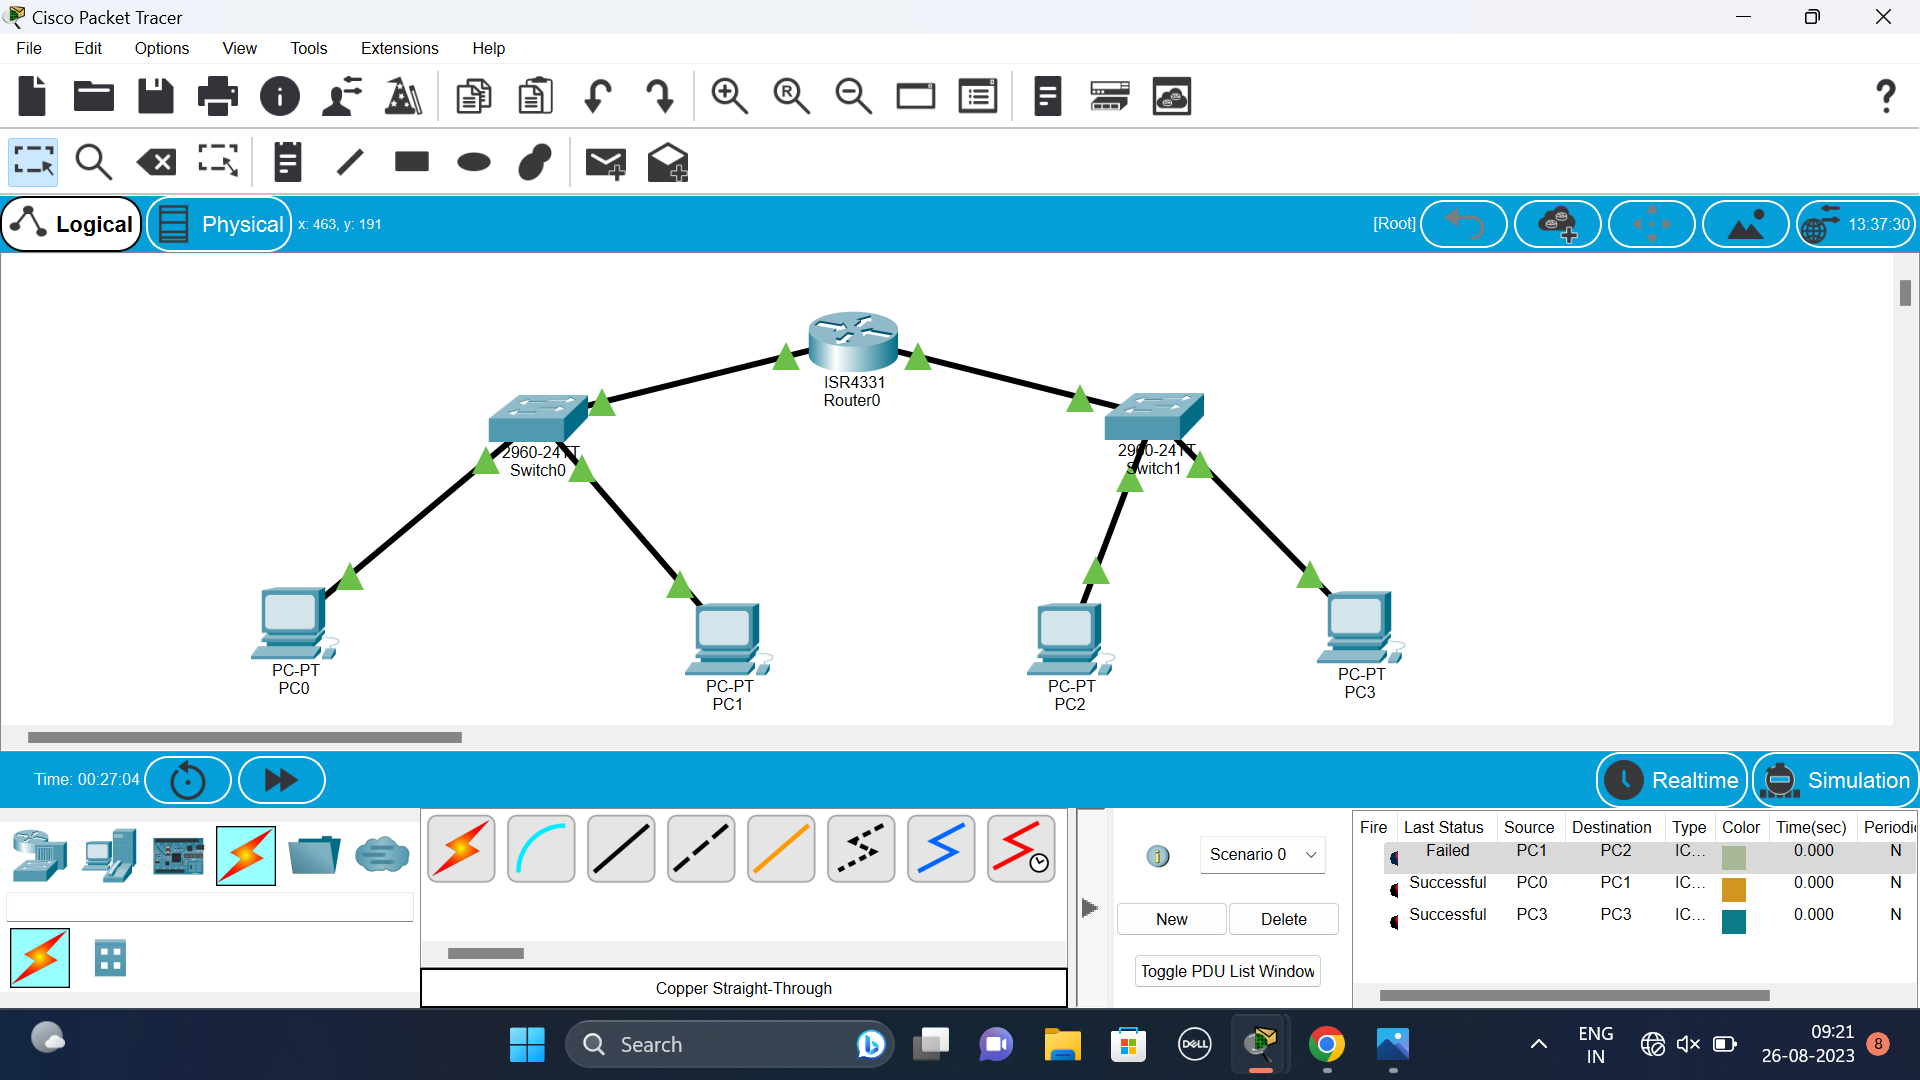 Cisco Packet Tracer
File Edit Options View Tools Extensions Help
Logical Physical x: 463, y: 191 [Root] 13:37:30
ISR4331
Router0
2960-24TT
Switch0
2960-24TT
Switch1
PC-PT
PC0
PC-PT
PC1
PC-PT
PC2
PC-PT
PC3
Time: 00:27:04 Realtime Simulation
Scenario 0
New Delete
Toggle PDU List Window
Copper Straight-Through
Fire Last Status Source Destination Type Color Time(sec) Periodic
Failed PC1 PC2 IC... 0.000 N
Successful PC0 PC1 IC... 0.000 N
Successful PC3 PC3 IC... 0.000 N
Search
DELL
ENG
IN
09:21
26-08-2023
8